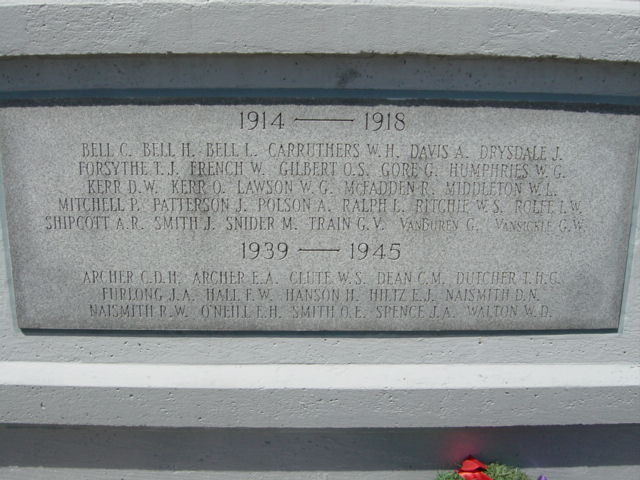 1914 — 1918
BELL C. BELL H. BELL L. CARRUTHERS W. H. DAVIS A. DRYSDALE J.
FORSYTHE T. J. FRENCH W. GILBERT O. S. GORE G. HUMPHRIES W. G.
KERR D. W. KERR O. LAWSON W. G. McFADDEN R. MIDDLETON W. L.
MITCHELL P. PATTERSON J. POLSON A. RALPH L. RITCHIE W. S. ROLFE I. W.
SHIPCOTT A. R. SMITH J. SNIDER M. TRAIN G. V. VANBUREN G. VANSICKLE G. W.
1939 — 1945
ARCHER C. D. H. ARCHER E. A. CLUTE W. S. DEAN C. M. DUTCHER T. H. G.
FURLONG J. A. HALL F. W. HANSON H. HILTZ E. J. NAISMITH D. N.
NAISMITH R. W. O'NEILL E. H. SMITH O. E. SPENCE J. A. WALTON W. D.